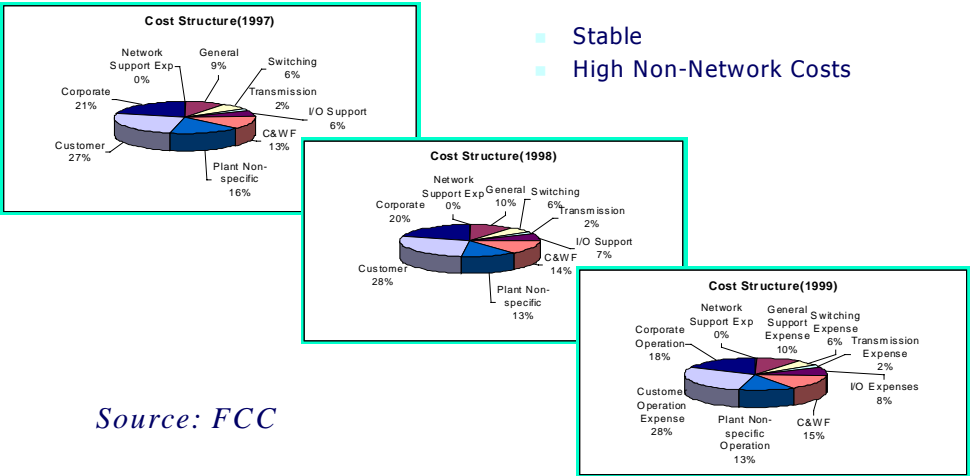 Cost Structure(1997)
Network
Support Exp
0%
General
9%
Switching
6%
Transmission
2%
I/O Support
6%
C&WF
13%
Plant Non-
specific
16%
Customer
27%
Corporate
21%
Stable
High Non-Network Costs
Cost Structure(1998)
Network
Support Exp
0%
General
10%
Switching
6%
Transmission
2%
I/O Support
7%
C&WF
14%
Plant Non-
specific
13%
Customer
28%
Corporate
20%
Cost Structure(1999)
Network
Support Exp
0%
General
Support
Expense
10%
Switching
Expense
6%
Transmission
Expense
2%
I/O Expenses
8%
C&WF
15%
Plant Non-
specific
Operation
13%
Customer
Operation
Expense
28%
Corporate
Operation
18%
Source: FCC